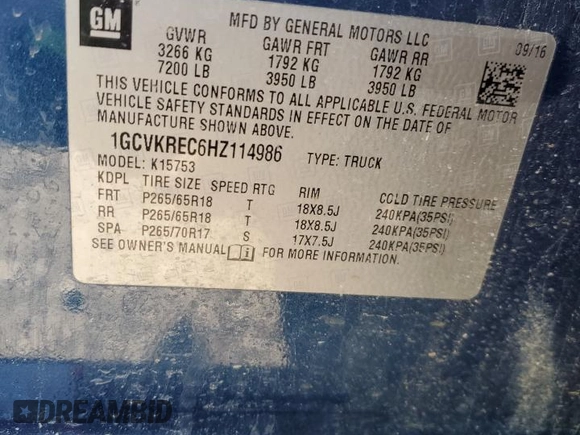 GM
MFD BY GENERAL MOTORS LLC
GVWR GAWR FRT GAWR RR 09/16
3266 KG 1792 KG 1792 KG
7200 LB 3950 LB 3950 LB
THIS VEHICLE CONFORMS TO ALL APPLICABLE U.S. FEDERAL MOTOR
VEHICLE SAFETY STANDARDS IN EFFECT ON THE DATE OF
MANUFACTURE SHOWN ABOVE.
1GCVKREC6HZ114986 TYPE: TRUCK
MODEL: K15753
KDPL TIRE SIZE SPEED RTG RIM COLD TIRE PRESSURE
FRT P265/65R18 T 18X8.5J 240KPA(35PSI)
RR P265/65R18 T 18X8.5J 240KPA(35PSI)
SPA P265/70R17 S 17X7.5J 240KPA(35PSI)
SEE OWNER'S MANUAL FOR MORE INFORMATION.
DREAMBID